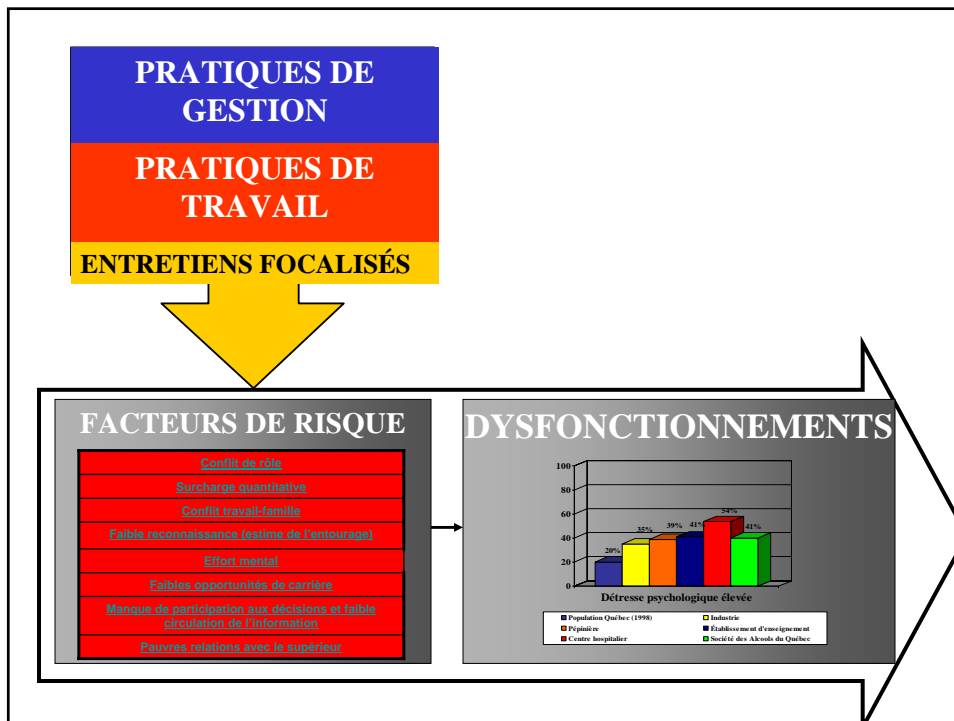 PRATIQUES DE
GESTION
PRATIQUES DE
TRAVAIL
ENTRETIENS FOCALISÉS
FACTEURS DE RISQUE
Conflit de rôle
Surcharge quantitative
Conflit travail-famille
Faible reconnaissance (estime de l'entourage)
Effort mental
Faibles opportunités de carrière
Manque de participation aux décisions et faible
circulation de l'information
Pauvres relations avec le supérieur
DYSFONCTIONNEMENTS
100
80
60
40
20
0
20%
35%
39%
41%
54%
41%
Détresse psychologique élevée
Population Québec (1998)
Industrie
Pépinière
Établissement d'enseignement
Centre hospitalier
Société des Alcools du Québec